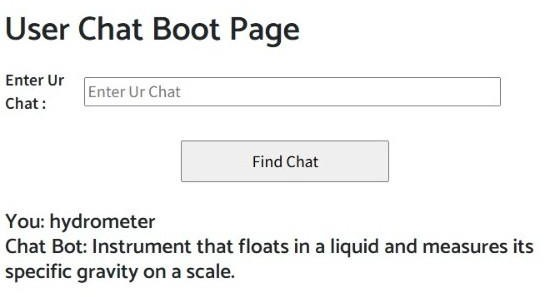 User Chat Boot Page
Enter Ur
Chat :
Enter Ur Chat
Find Chat
You: hydrometer
Chat Bot: Instrument that floats in a liquid and measures its
specific gravity on a scale.